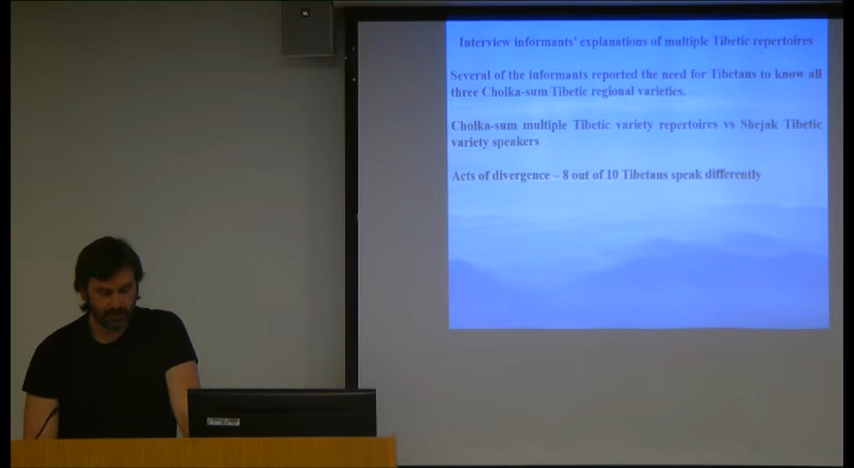 Interview informants' explanations of multiple Tibetic repertoires
Several of the informants reported the need for Tibetans to know all
three Cholka-sum Tibetic regional varieties.
Cholka-sum multiple Tibetic variety repertoires vs Shejak Tibetic
variety speakers
Acts of divergence – 8 out of 10 Tibetans speak differently